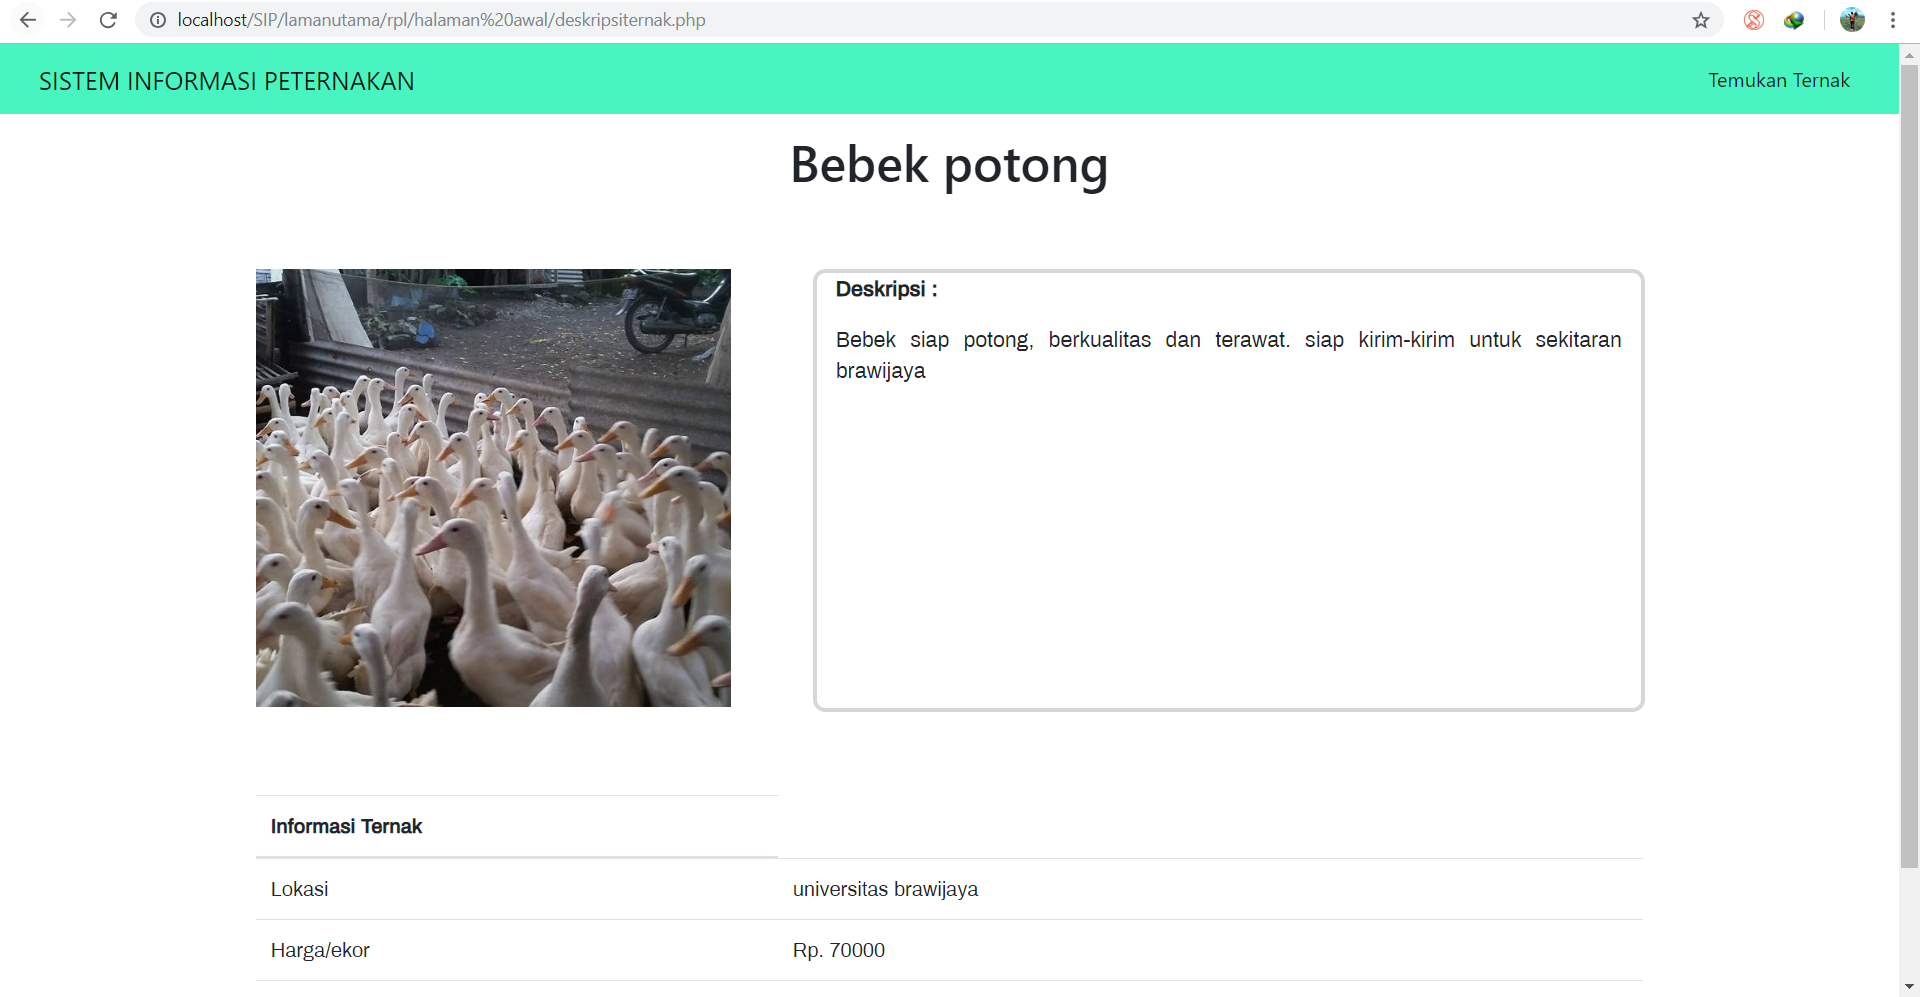 localhost/SIP/lamanutama/rpl/halaman%20awal/deskripsiternak.php
SISTEM INFORMASI PETERNAKAN
Temukan Ternak
Bebek potong
Deskripsi :
Bebek siap potong, berkualitas dan terawat. siap kirim-kirim untuk sekitaran
brawijaya
Informasi Ternak
Lokasi universitas brawijaya
Harga/ekor Rp. 70000